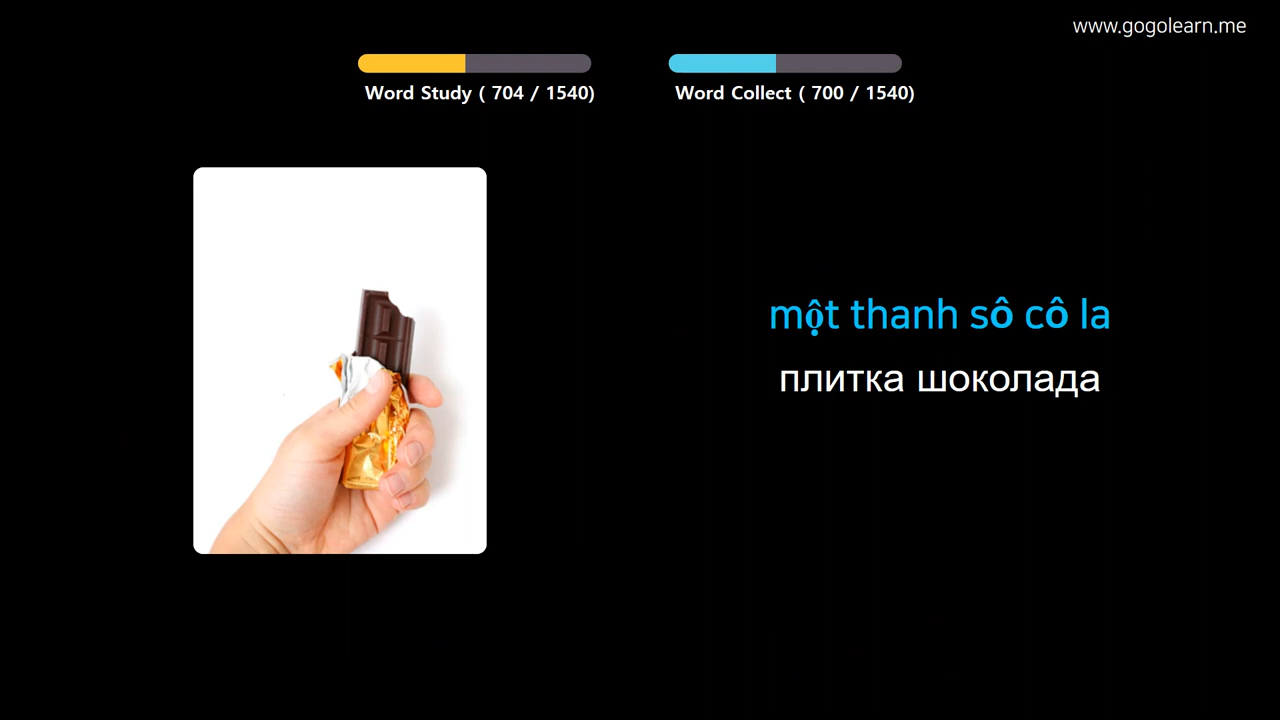 www.gogolearn.me
Word Study ( 704 / 1540)
Word Collect ( 700 / 1540)
một thanh sô cô la
плитка шоколада